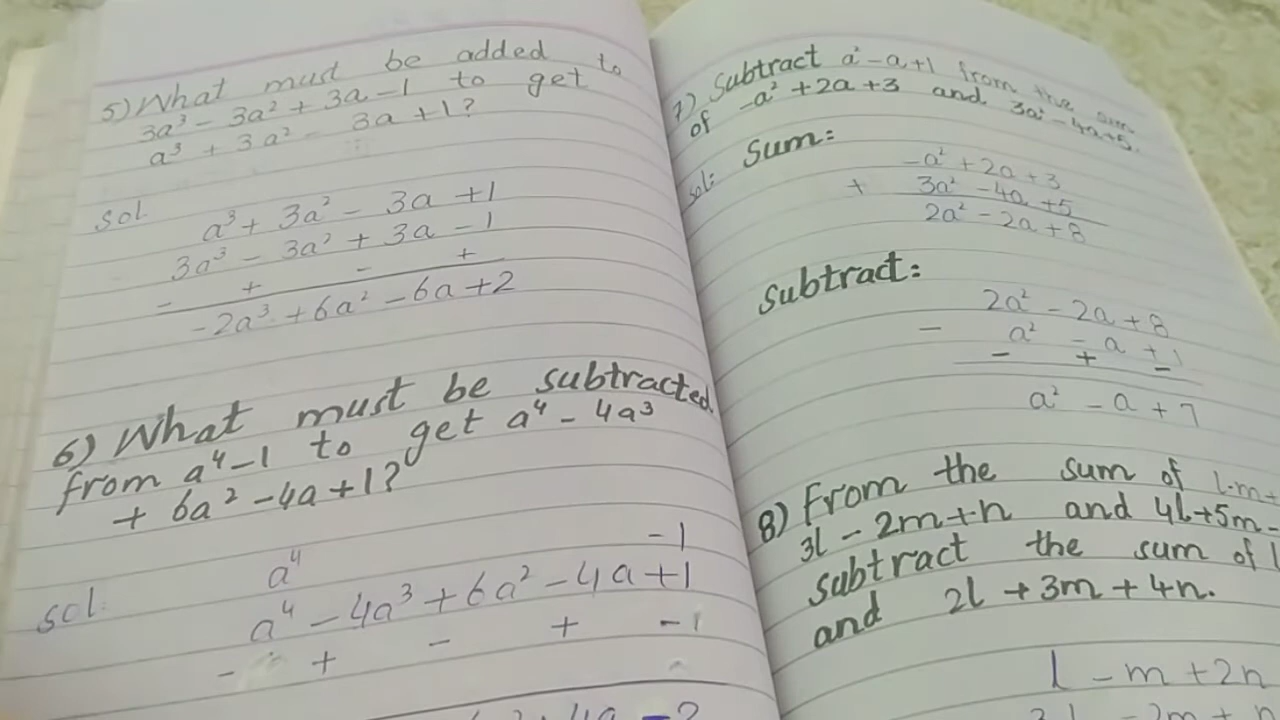 5) What must be added to
3a³ - 3a² + 3a - 1 to get
a³ + 3a² - 3a + 1?
sol
a³ + 3a² - 3a + 1
3a³ - 3a² + 3a - 1
- + - +
-2a³ + 6a² - 6a + 2
6) What must be subtracted
from a⁴ - 1 to get a⁴ - 4a³
+ 6a² - 4a + 1?
sol.
a⁴ - 1
a⁴ - 4a³ + 6a² - 4a + 1
- + - + - 1
7) Subtract a² - a + 1 from the sum
of -a² + 2a + 3 and 3a² - 4a + 5.
sol: Sum:
-a² + 2a + 3
+ 3a² - 4a + 5
2a² - 2a + 8
Subtract:
2a² - 2a + 8
- a² - a + 1
- + -
a² - a + 7
8) From the sum of l - m +
3l - 2m + n and 4l + 5m -
subtract the sum of l
and 2l + 3m + 4n.
l - m + 2n